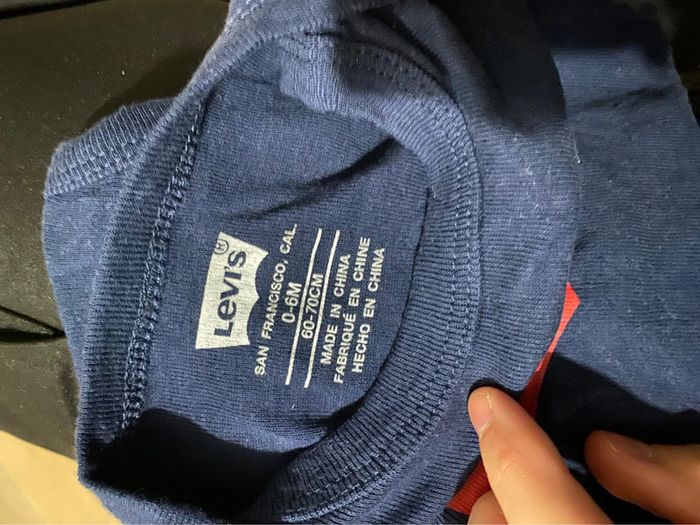 Levi's®
SAN FRANCISCO, CAL.
0-6M
60-70CM
MADE IN CHINA
FABRIQUÉ EN CHINE
HECHO EN CHINA